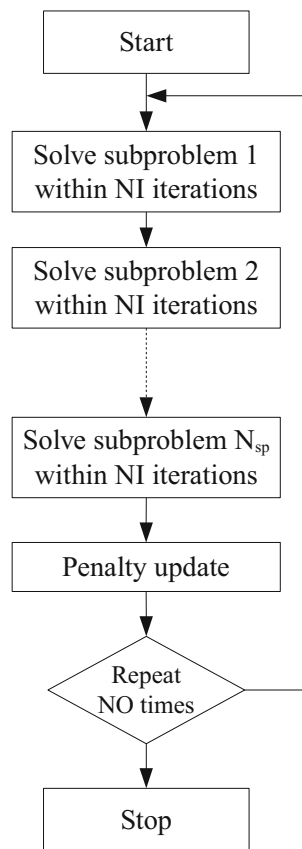 Start
Solve subproblem 1
within NI iterations
Solve subproblem 2
within NI iterations
Solve subproblem Nsp
within NI iterations
Penalty update
Repeat
NO times
Stop